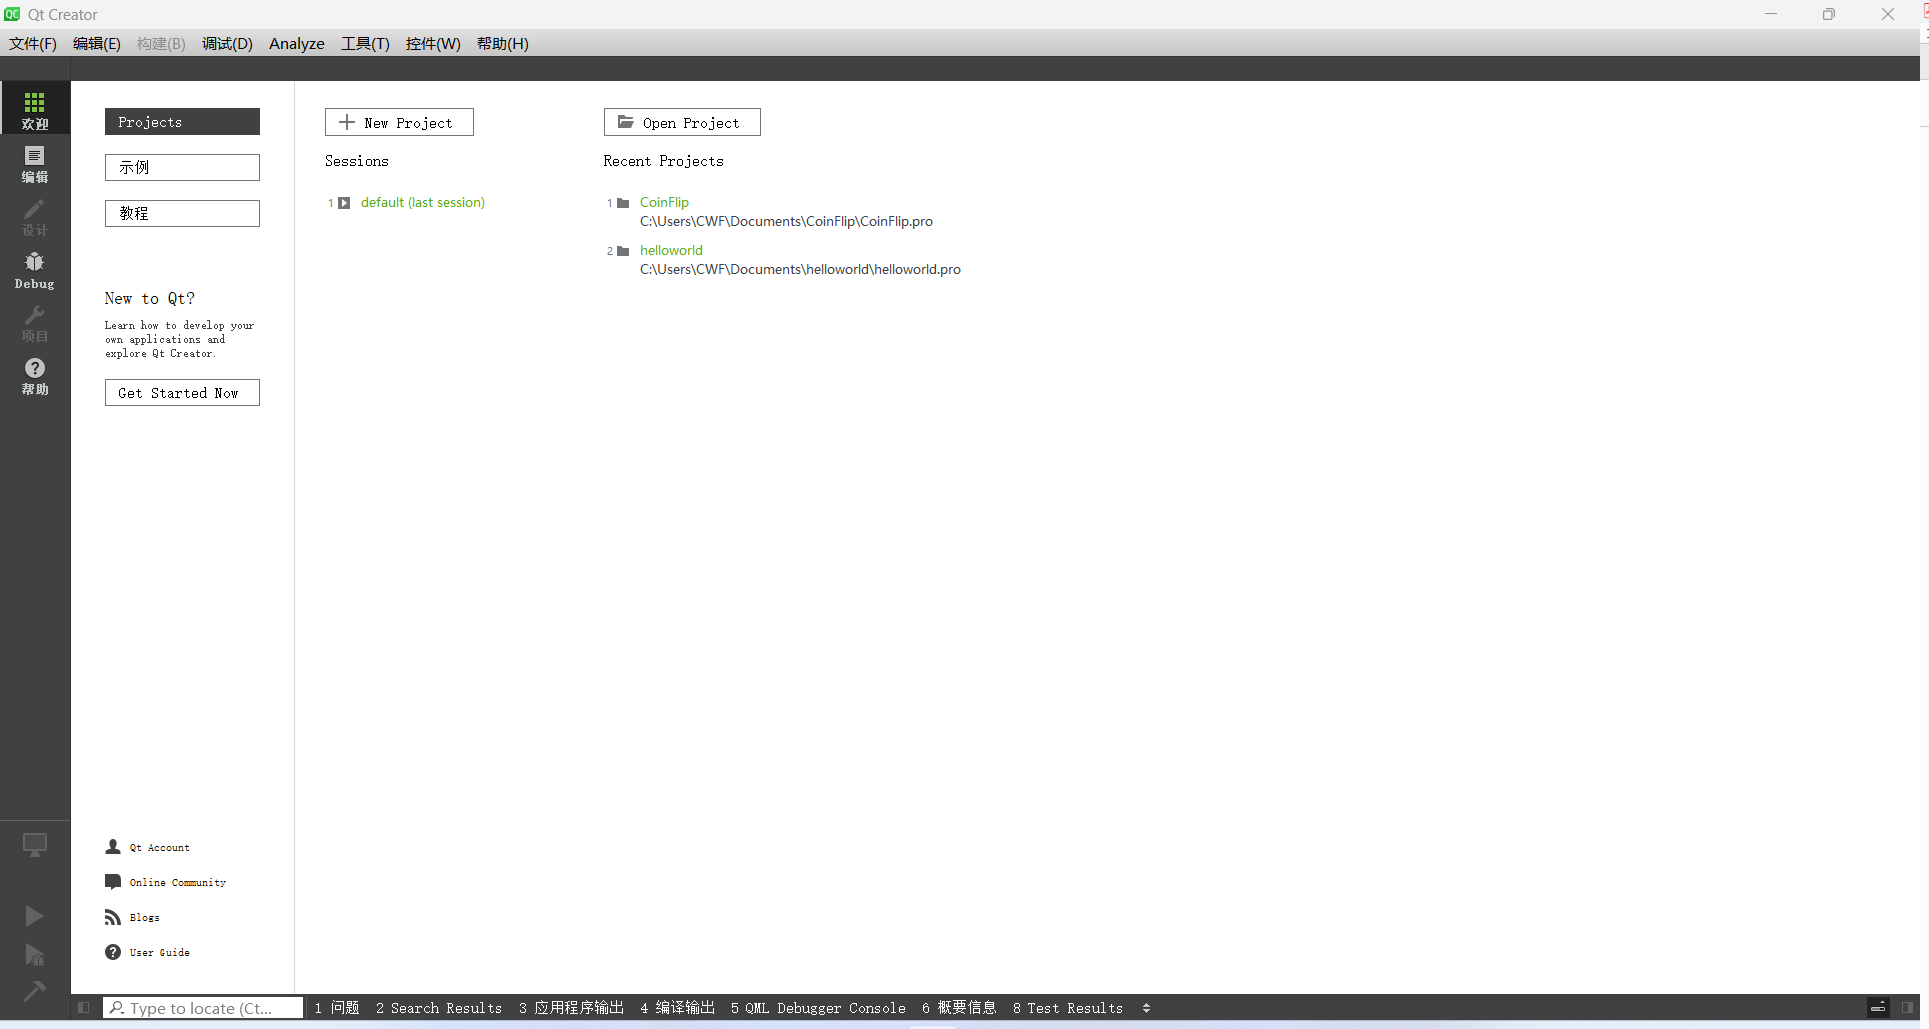 Qt Creator
文件(F) 编辑(E) 构建(B) 调试(D) Analyze 工具(T) 控件(W) 帮助(H)
欢迎
编辑
设计
Debug
项目
帮助
Projects
示例
教程
New to Qt?
Learn how to develop your
own applications and
explore Qt Creator.
Get Started Now
Qt Account
Online Community
Blogs
User Guide
New Project
Sessions
1 default (last session)
Open Project
Recent Projects
1 CoinFlip
C:\Users\CWF\Documents\CoinFlip\CoinFlip.pro
2 helloworld
C:\Users\CWF\Documents\helloworld\helloworld.pro
Type to locate (Ct... 1 问题 2 Search Results 3 应用程序输出 4 编译输出 5 QML Debugger Console 6 概要信息 8 Test Results